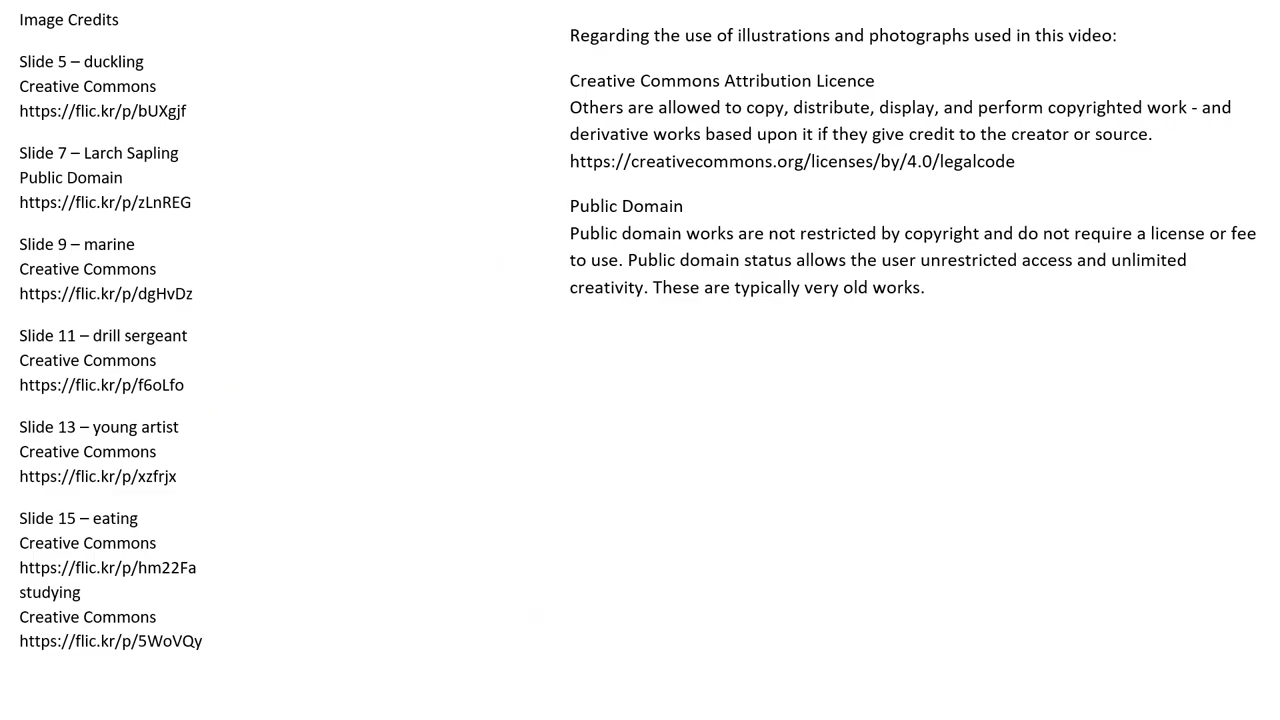 Image Credits
Slide 5 – duckling
Creative Commons
https://flic.kr/p/bUXgjf
Slide 7 – Larch Sapling
Public Domain
https://flic.kr/p/zLnREG
Slide 9 – marine
Creative Commons
https://flic.kr/p/dgHvDz
Slide 11 – drill sergeant
Creative Commons
https://flic.kr/p/f6oLfo
Slide 13 – young artist
Creative Commons
https://flic.kr/p/xzfrjx
Slide 15 – eating
Creative Commons
https://flic.kr/p/hm22Fa
studying
Creative Commons
https://flic.kr/p/5WoVQy
Regarding the use of illustrations and photographs used in this video:
Creative Commons Attribution Licence
Others are allowed to copy, distribute, display, and perform copyrighted work - and
derivative works based upon it if they give credit to the creator or source.
https://creativecommons.org/licenses/by/4.0/legalcode
Public Domain
Public domain works are not restricted by copyright and do not require a license or fee
to use. Public domain status allows the user unrestricted access and unlimited
creativity. These are typically very old works.